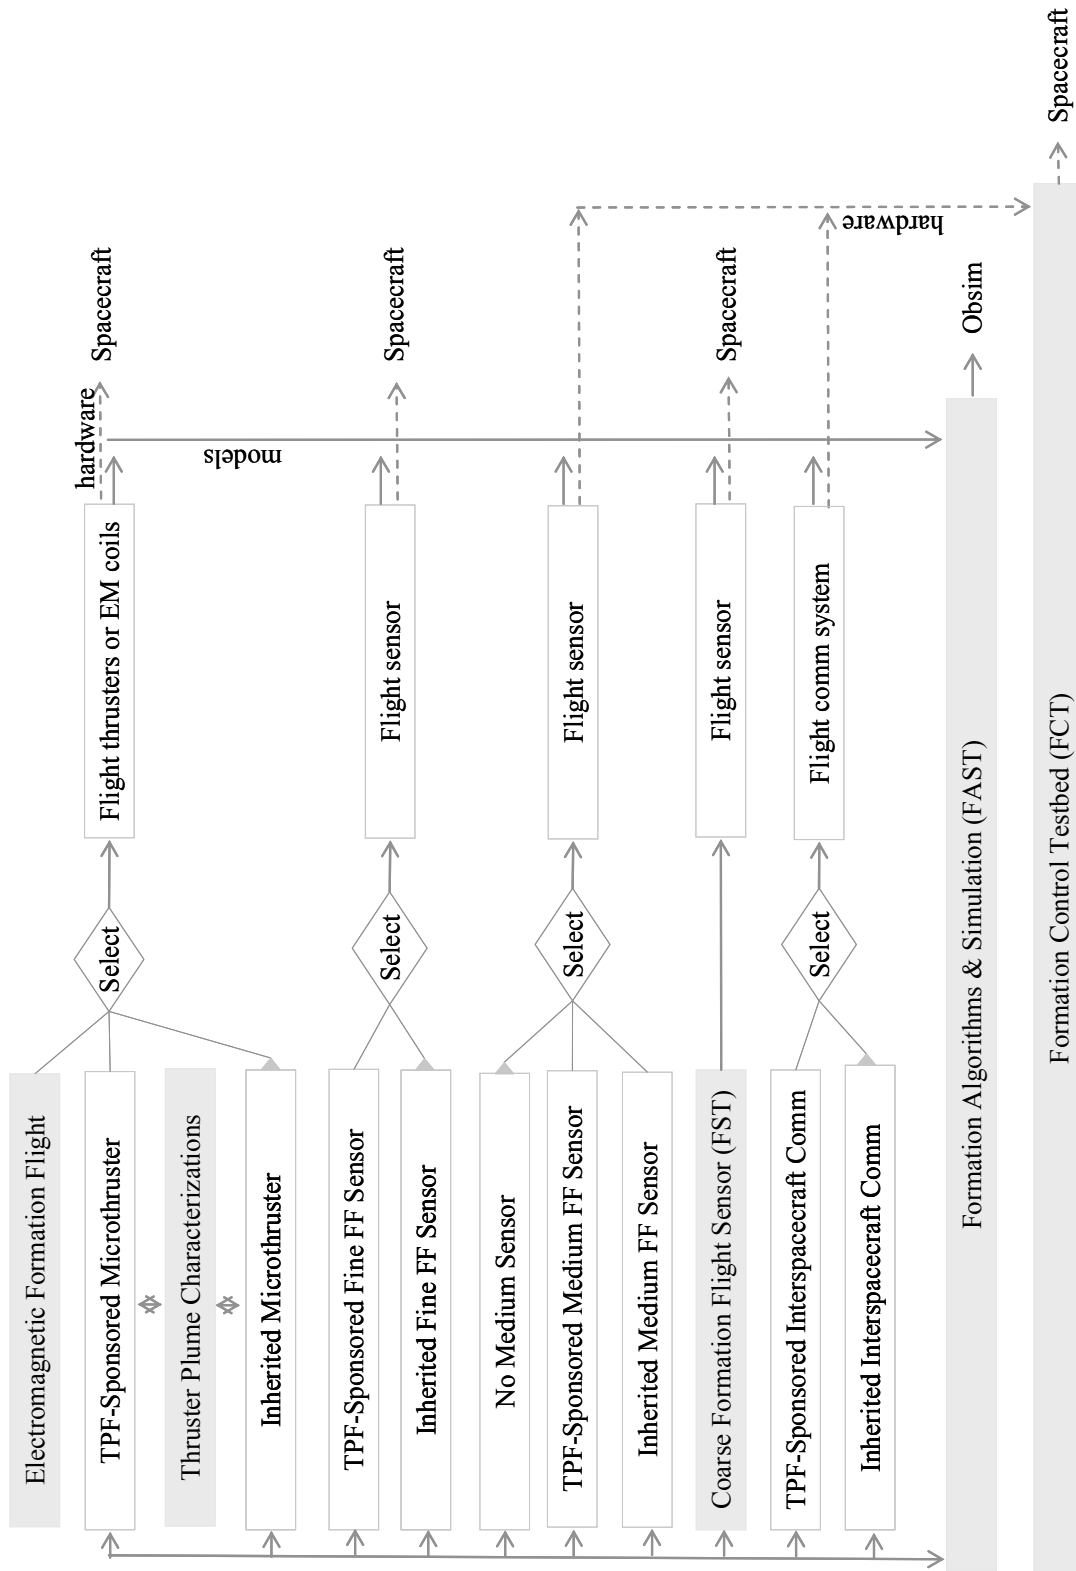 Electromagnetic Formation Flight
TPF-Sponsored Microthruster
Thruster Plume Characterizations
Inherited Microthruster
Select
Flight thrusters or EM coils
hardware
Spacecraft
models
TPF-Sponsored Fine FF Sensor
Inherited Fine FF Sensor
Select
Flight sensor
Spacecraft
No Medium Sensor
TPF-Sponsored Medium FF Sensor
Inherited Medium FF Sensor
Select
Flight sensor
Coarse Formation Flight Sensor (FST)
Flight sensor
Spacecraft
TPF-Sponsored Interspacecraft Comm
Inherited Interspacecraft Comm
Select
Flight comm system
hardware
Formation Algorithms & Simulation (FAST)
Obsim
Formation Control Testbed (FCT)
Spacecraft